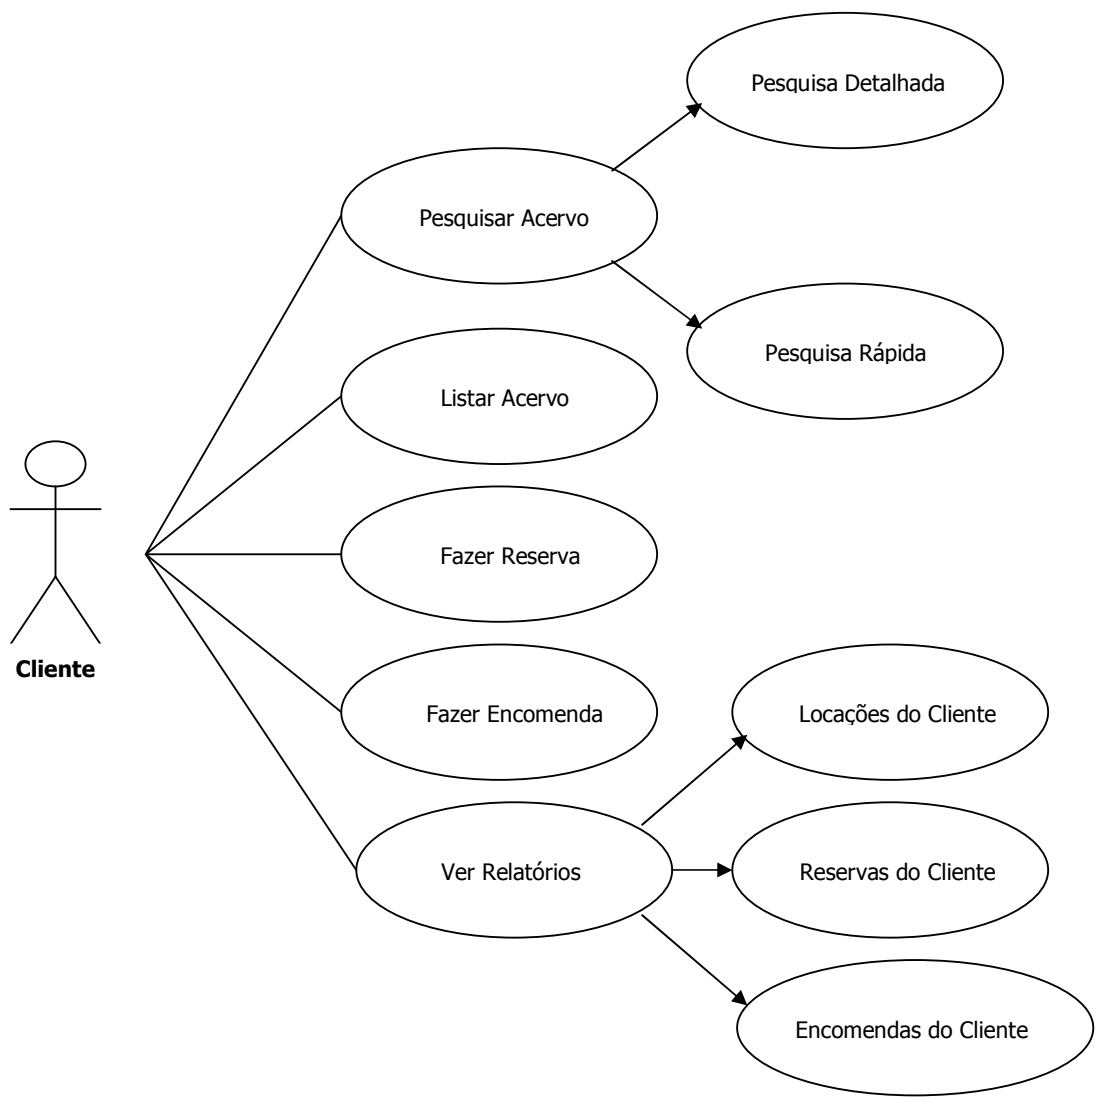 Pesquisa Detalhada
Pesquisar Acervo
Pesquisa Rápida
Listar Acervo
Fazer Reserva
Cliente
Fazer Encomenda
Locações do Cliente
Ver Relatórios
Reservas do Cliente
Encomendas do Cliente